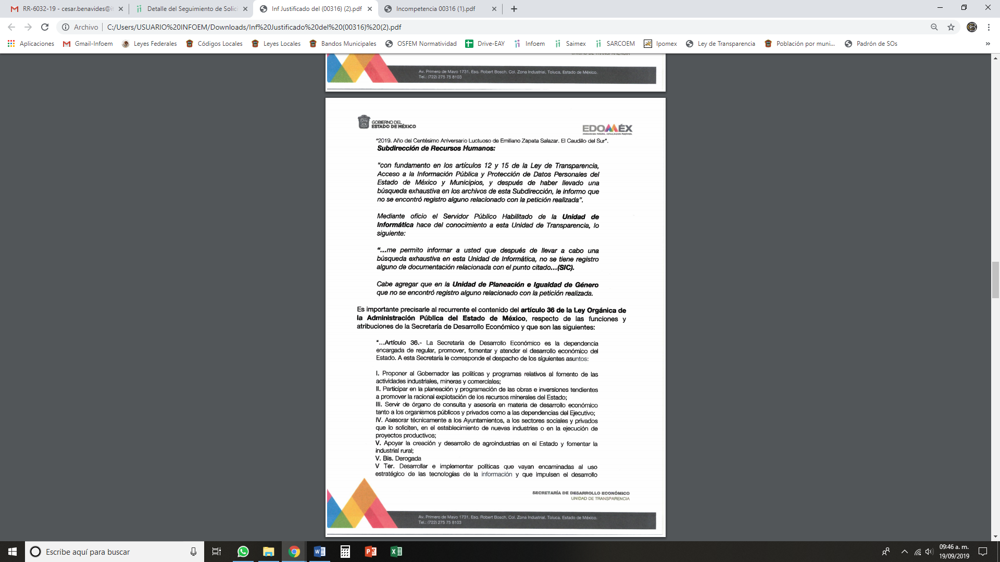 RR-6032-19 - cesar.benavides@i
Detalle del Seguimiento de Solici
Inf Justificado del (00316) (2).pdf
Incompetencia 00316 (1).pdf
Archivo
C:/Users/USUARIO%20INFOEM/Downloads/Inf%20Justificado%20del%20(00316)%20(2).pdf
Aplicaciones
Gmail-Infoem
Leyes Federales
Códigos Locales
Leyes Locales
Bandos Municipales
OSFEM Normatividad
Drive-EAY
Infoem
Saimex
SARCOEM
Ipomex
Ley de Transparencia
Población por muni...
Padrón de SOs
»
Av. Primero de Mayo 1731, Esq. Robert Bosch, Col. Zona Industrial, Toluca, Estado de México.
Tel.: (722) 275 75 8103
GOBIERNO DEL
ESTADO DE MÉXICO
EDOMÉX
"2019. Año del Centésimo Aniversario Luctuoso de Emiliano Zapata Salazar. El Caudillo del Sur".
Subdirección de Recursos Humanos:
"con fundamento en los artículos 12 y 15 de la Ley de Transparencia,
Acceso a la Información Pública y Protección de Datos Personales del
Estado de México y Municipios, y después de haber llevado una
búsqueda exhaustiva en los archivos de esta Subdirección, le informo que
no se encontró registro alguno relacionado con la petición realizada".
Mediante oficio el Servidor Público Habilitado de la Unidad de
Informática hace del conocimiento a esta Unidad de Transparencia, lo
siguiente:
"...me permito informar a usted que después de llevar a cabo una
búsqueda exhaustiva en esta Unidad de Informática, no se tiene registro
alguno de documentación relacionada con el punto citado...(SIC).
Cabe agregar que en la Unidad de Planeación e Igualdad de Género
que no se encontró registro alguno relacionado con la petición realizada.
Es importante precisarle al recurrente el contenido del artículo 36 de la Ley Orgánica de
la Administración Pública del Estado de México, respecto de las funciones y
atribuciones de la Secretaría de Desarrollo Económico y que son las siguientes:
"...Artículo 36.- La Secretaría de Desarrollo Económico es la dependencia
encargada de regular, promover, fomentar y atender el desarrollo económico del
Estado. A esta Secretaría le corresponde el despacho de los siguientes asuntos:
I. Proponer al Gobernador las políticas y programas relativos al fomento de las
actividades industriales, mineras y comerciales;
II. Participar en la planeación y programación de las obras e inversiones tendientes
a promover la racional explotación de los recursos minerales del Estado;
III. Servir de órgano de consulta y asesoría en materia de desarrollo económico
tanto a los organismos públicos y privados como a las dependencias del Ejecutivo;
IV. Asesorar técnicamente a los Ayuntamientos, a los sectores sociales y privados
que lo soliciten, en el establecimiento de nuevas industrias o en la ejecución de
proyectos productivos;
V. Apoyar la creación y desarrollo de agroindustrias en el Estado y fomentar la
industrial rural;
V. Bis. Derogada
V Ter. Desarrollar e implementar políticas que vayan encaminadas al uso
estratégico de las tecnologías de la información y que impulsen el desarrollo
SECRETARÍA DE DESARROLLO ECONÓMICO
UNIDAD DE TRANSPARENCIA
Av. Primero de Mayo 1731, Esq. Robert Bosch, Col. Zona Industrial, Toluca, Estado de México.
Tel.: (722) 275 75 8103
Escribe aquí para buscar
09:46 a. m.
19/09/2019